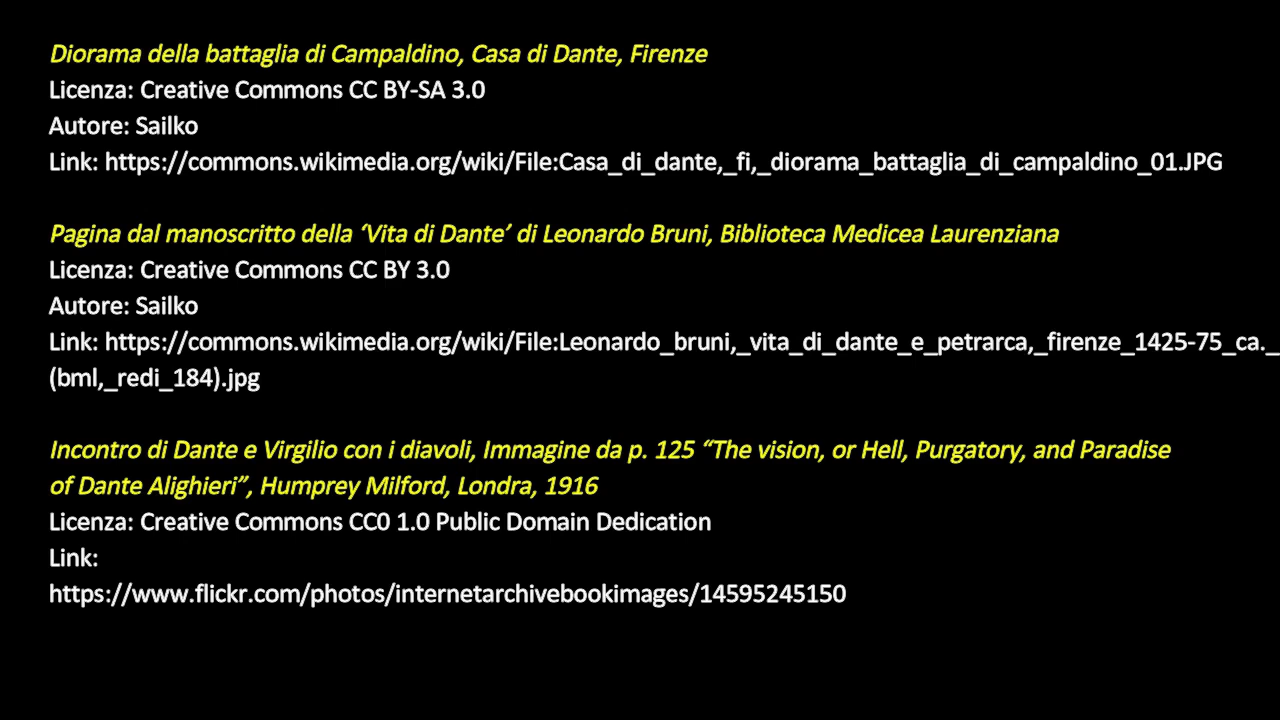 Diorama della battaglia di Campaldino, Casa di Dante, Firenze
Licenza: Creative Commons CC BY-SA 3.0
Autore: Sailko
Link: https://commons.wikimedia.org/wiki/File:Casa_di_dante,_fi,_diorama_battaglia_di_campaldino_01.JPG
Pagina dal manoscritto della ‘Vita di Dante’ di Leonardo Bruni, Biblioteca Medicea Laurenziana
Licenza: Creative Commons CC BY 3.0
Autore: Sailko
Link: https://commons.wikimedia.org/wiki/File:Leonardo_bruni,_vita_di_dante_e_petrarca,_firenze_1425-75_ca._
(bml,_redi_184).jpg
Incontro di Dante e Virgilio con i diavoli, Immagine da p. 125 “The vision, or Hell, Purgatory, and Paradise
of Dante Alighieri”, Humprey Milford, Londra, 1916
Licenza: Creative Commons CC0 1.0 Public Domain Dedication
Link:
https://www.flickr.com/photos/internetarchivebookimages/14595245150